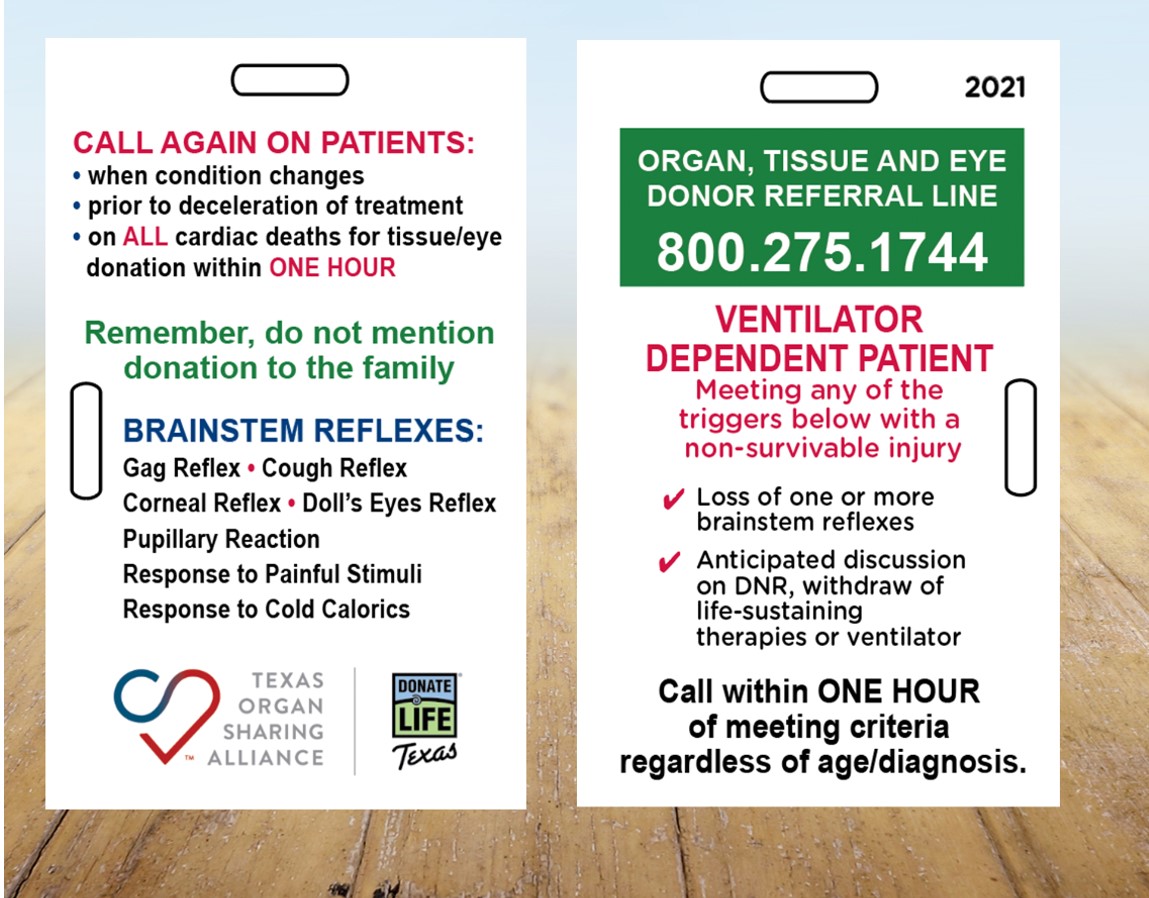 CALL AGAIN ON PATIENTS:
• when condition changes
• prior to deceleration of treatment
• on ALL cardiac deaths for tissue/eye
donation within ONE HOUR
Remember, do not mention
donation to the family
BRAINSTEM REFLEXES:
Gag Reflex • Cough Reflex
Corneal Reflex • Doll's Eyes Reflex
Pupillary Reaction
Response to Painful Stimuli
Response to Cold Calorics
TEXAS
ORGAN
SHARING
ALLIANCE
™
DONATE
LIFE
Texas
2021
ORGAN, TISSUE AND EYE
DONOR REFERRAL LINE
800.275.1744
VENTILATOR
DEPENDENT PATIENT
Meeting any of the
triggers below with a
non-survivable injury
✔ Loss of one or more
brainstem reflexes
✔ Anticipated discussion
on DNR, withdraw of
life-sustaining
therapies or ventilator
Call within ONE HOUR
of meeting criteria
regardless of age/diagnosis.